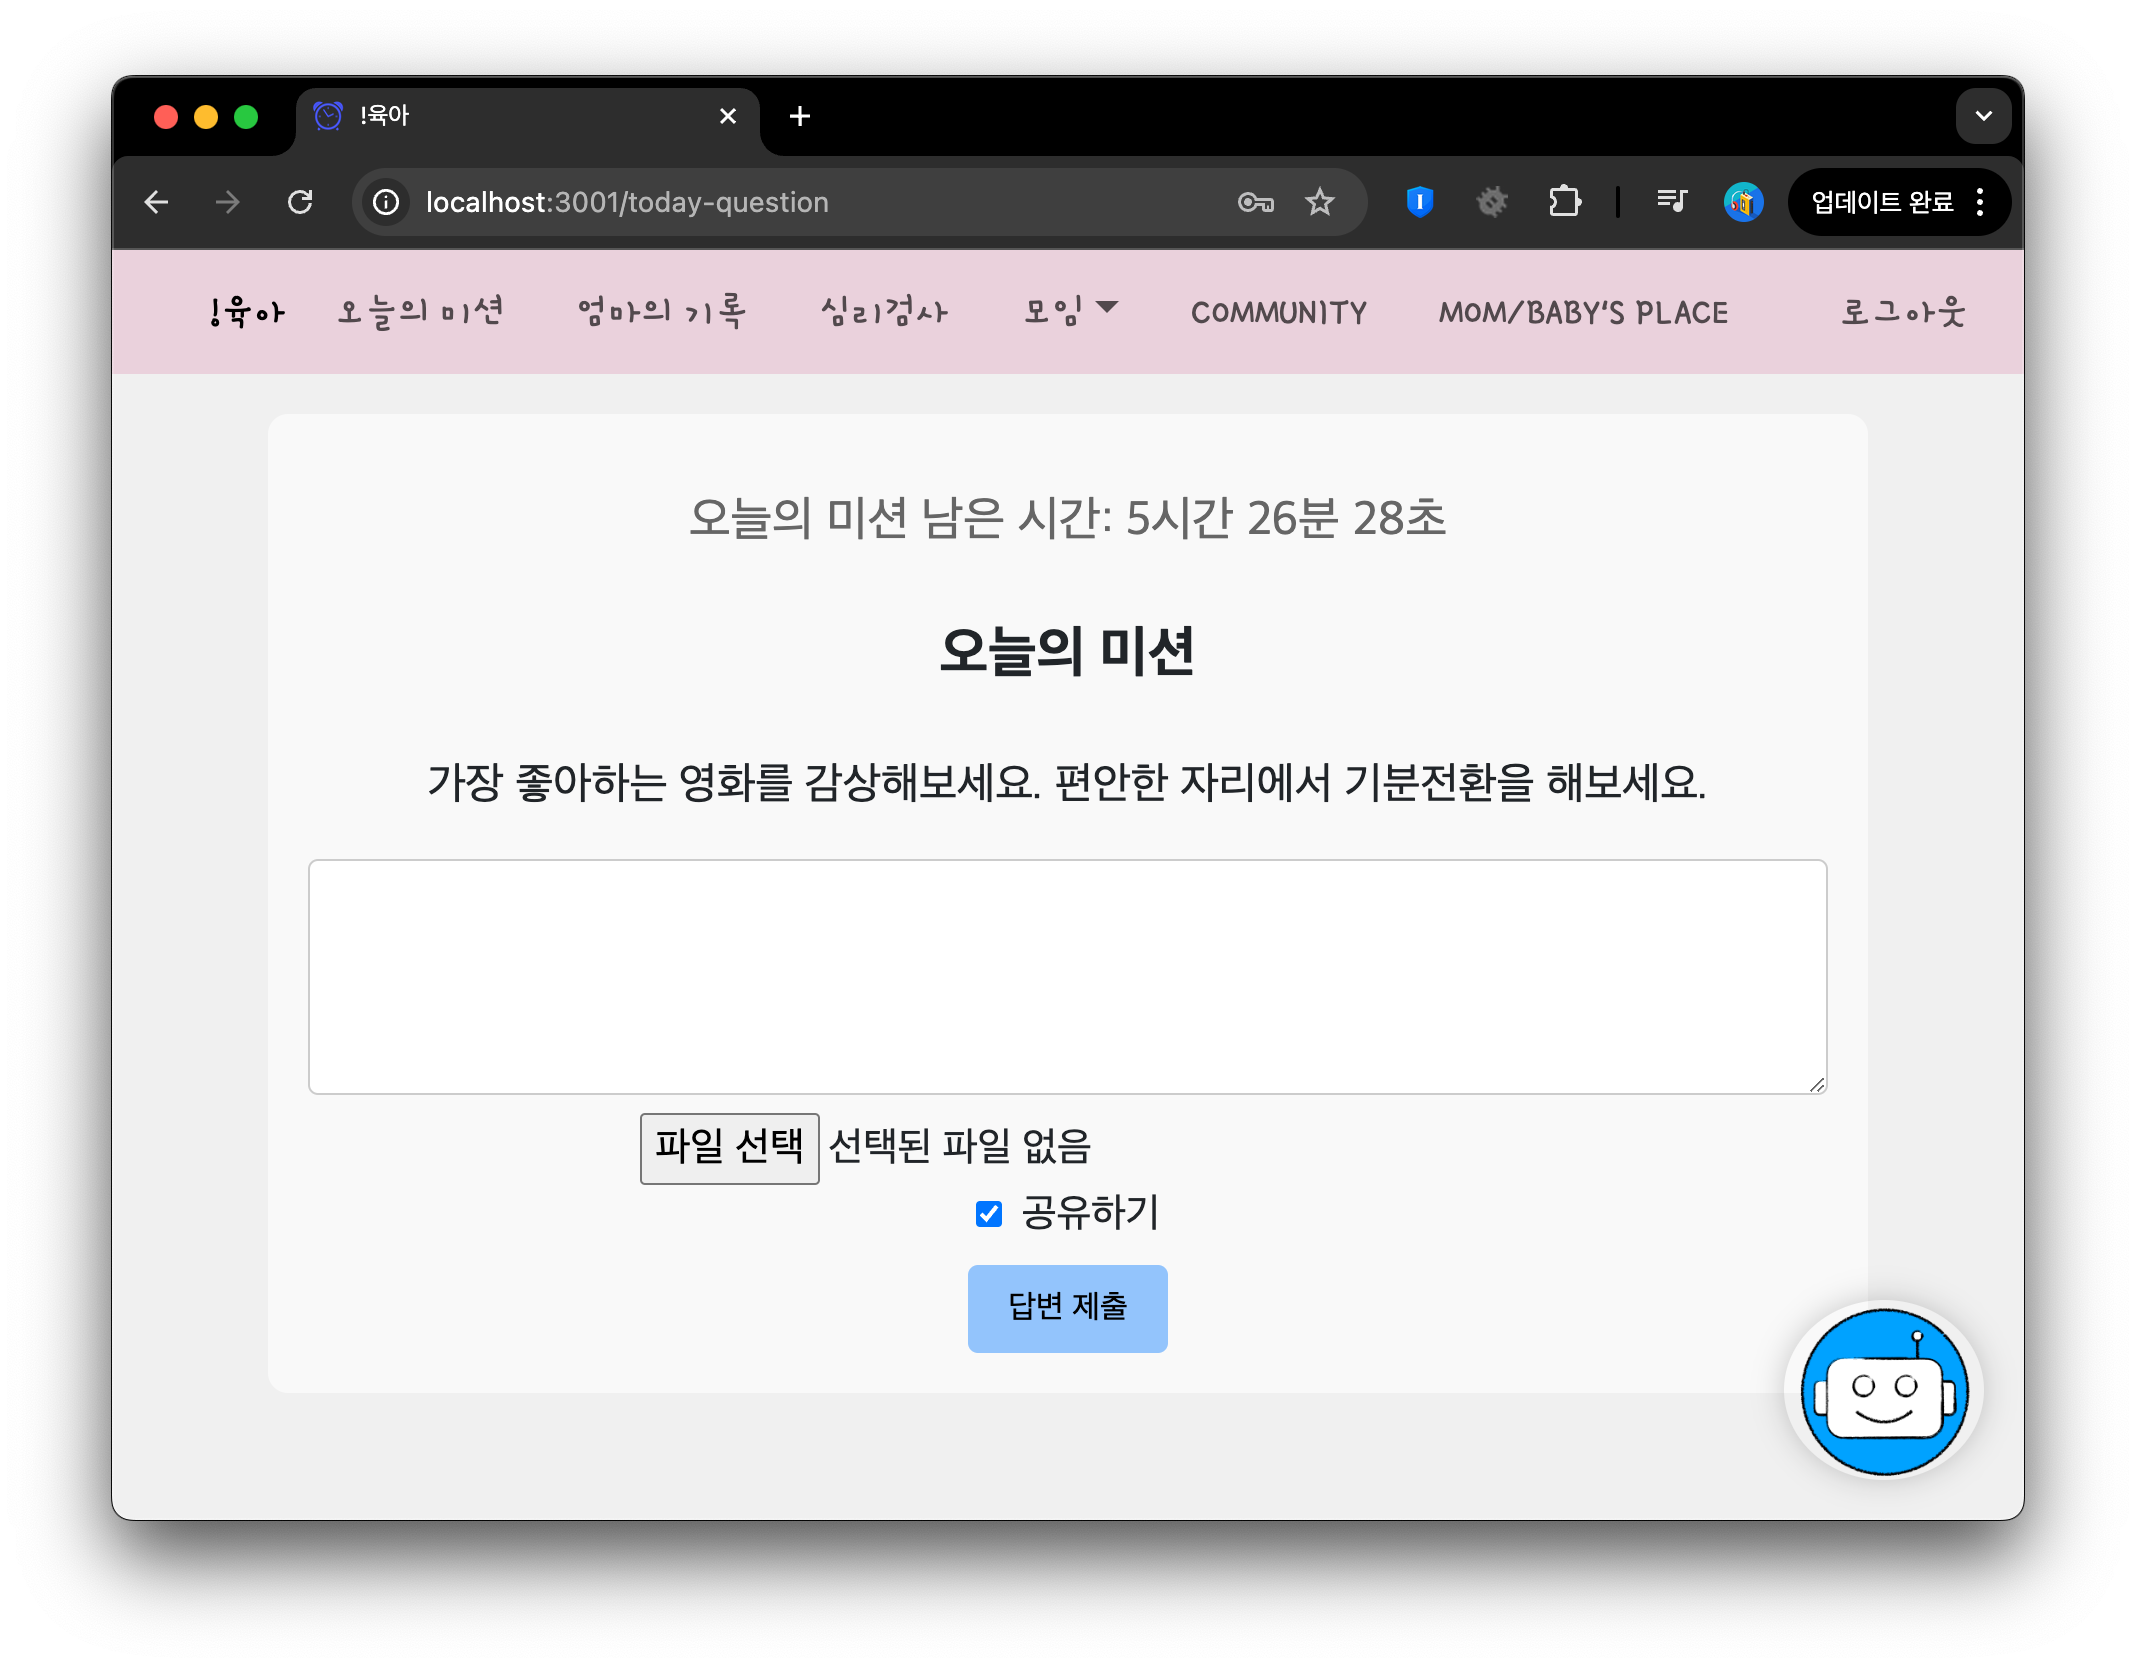 !육아
localhost:3001/today-question
업데이트 완료
!육아 오늘의 미션 엄마의 기록 심리검사 모임 COMMUNITY MOM/BABY'S PLACE 로그아웃
오늘의 미션 남은 시간: 5시간 26분 28초
오늘의 미션
가장 좋아하는 영화를 감상해보세요. 편안한 자리에서 기분전환을 해보세요.
파일 선택 선택된 파일 없음
공유하기
답변 제출